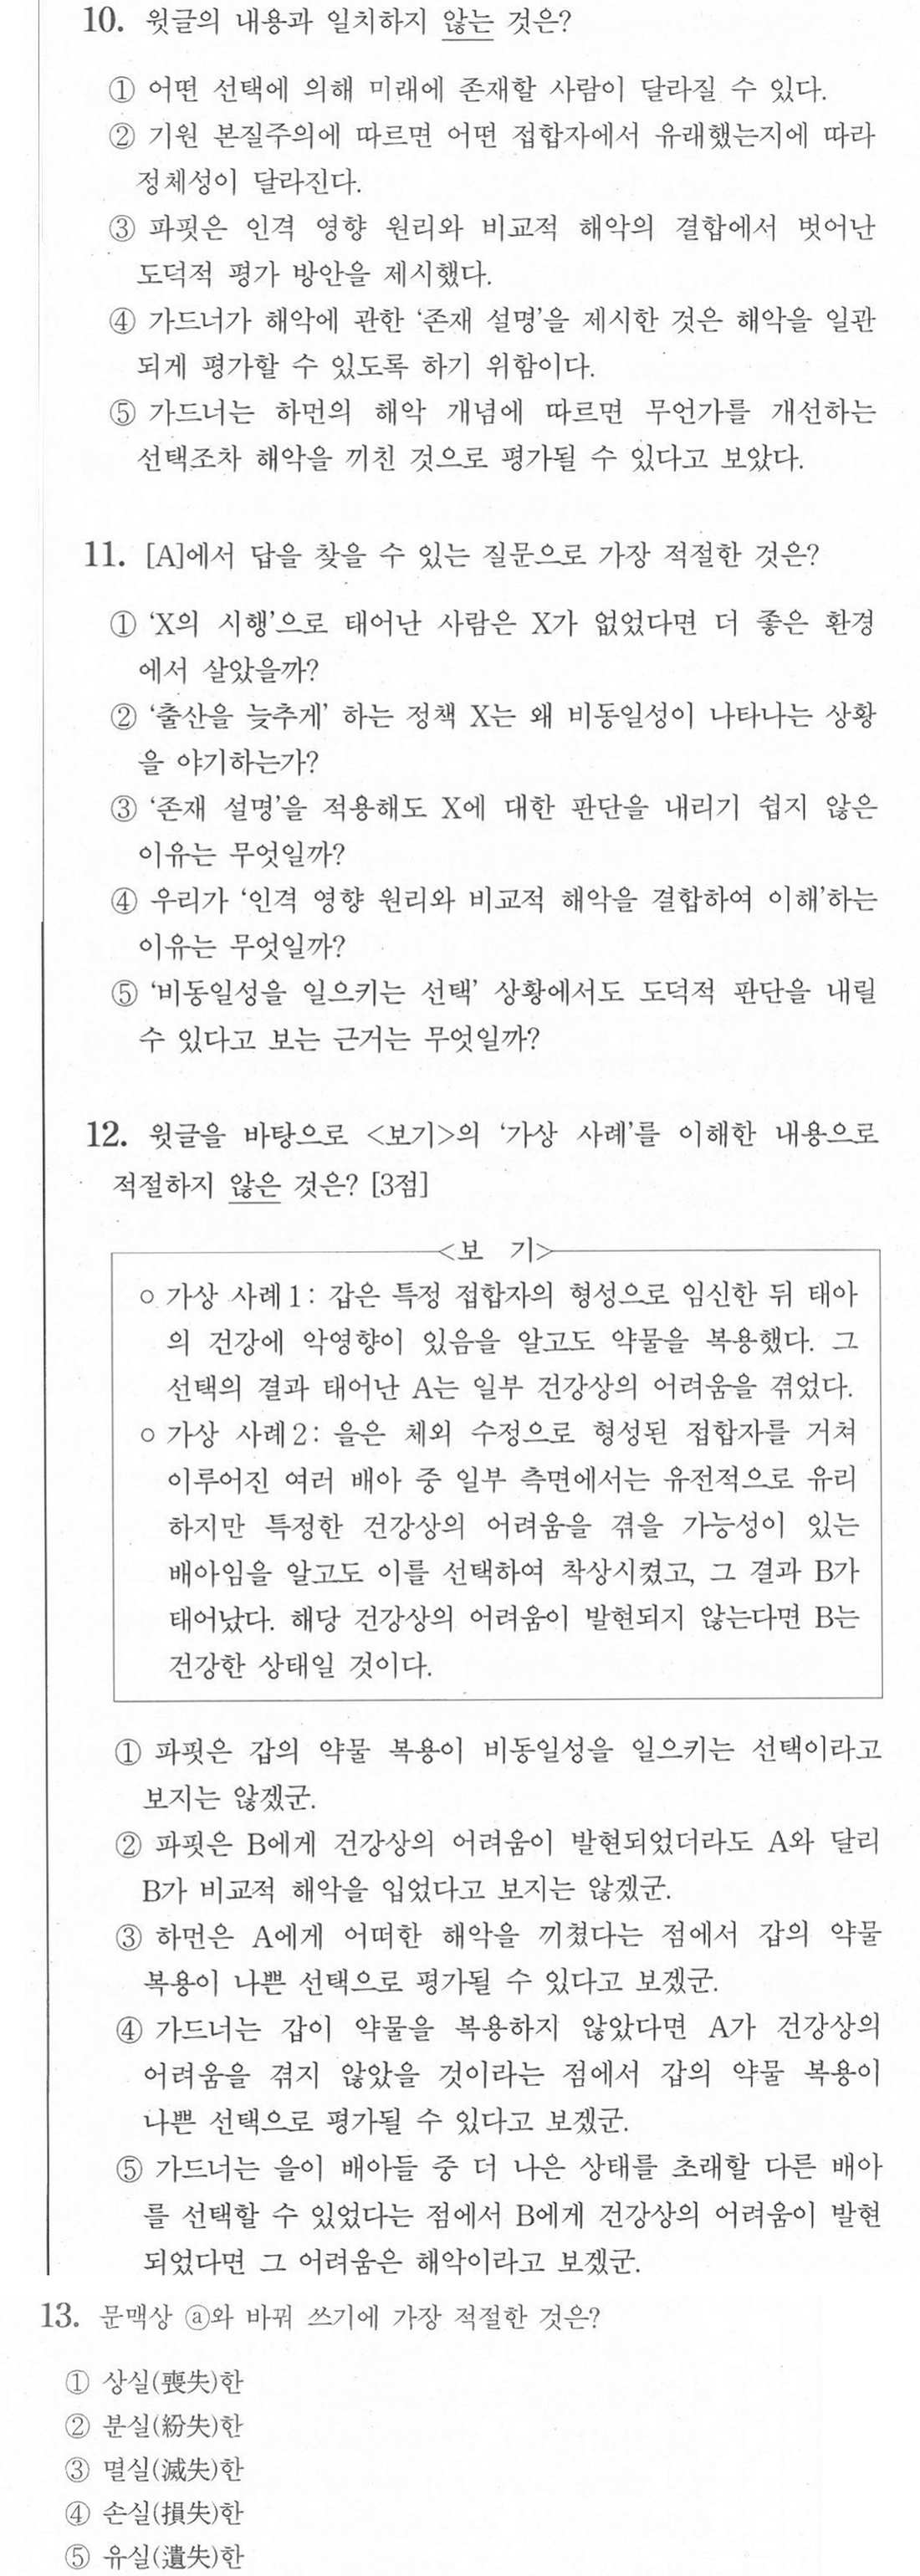 10. 윗글의 내용과 일치하지 않는 것은?
① 어떤 선택에 의해 미래에 존재할 사람이 달라질 수 있다.
② 기원 본질주의에 따르면 어떤 접합자에서 유래했는지에 따라
정체성이 달라진다.
③ 파핏은 인격 영향 원리와 비교적 해악의 결합에서 벗어난
도덕적 평가 방안을 제시했다.
④ 가드너가 해악에 관한 ‘존재 설명’을 제시한 것은 해악을 일관
되게 평가할 수 있도록 하기 위함이다.
⑤ 가드너는 하먼의 해악 개념에 따르면 무언가를 개선하는
선택조차 해악을 끼친 것으로 평가될 수 있다고 보았다.
11. [A]에서 답을 찾을 수 있는 질문으로 가장 적절한 것은?
① ‘X의 시행’으로 태어난 사람은 X가 없었다면 더 좋은 환경
에서 살았을까?
② ‘출산을 늦추게’ 하는 정책 X는 왜 비동일성이 나타나는 상황
을 야기하는가?
③ ‘존재 설명’을 적용해도 X에 대한 판단을 내리기 쉽지 않은
이유는 무엇일까?
④ 우리가 ‘인격 영향 원리와 비교적 해악을 결합하여 이해’하는
이유는 무엇일까?
⑤ ‘비동일성을 일으키는 선택’ 상황에서도 도덕적 판단을 내릴
수 있다고 보는 근거는 무엇일까?
12. 윗글을 바탕으로 <보기>의 ‘가상 사례’를 이해한 내용으로
적절하지 않은 것은? [3점]
<보 기>
○ 가상 사례 1: 갑은 특정 접합자의 형성으로 임신한 뒤 태아
의 건강에 악영향이 있음을 알고도 약물을 복용했다. 그
선택의 결과 태어난 A는 일부 건강상의 어려움을 겪었다.
○ 가상 사례 2: 을은 체외 수정으로 형성된 접합자를 거쳐
이루어진 여러 배아 중 일부 측면에서는 유전적으로 유리
하지만 특정한 건강상의 어려움을 겪을 가능성이 있는
배아임을 알고도 이를 선택하여 착상시켰고, 그 결과 B가
태어났다. 해당 건강상의 어려움이 발현되지 않는다면 B는
건강한 상태일 것이다.
① 파핏은 갑의 약물 복용이 비동일성을 일으키는 선택이라고
보지는 않겠군.
② 파핏은 B에게 건강상의 어려움이 발현되었더라도 A와 달리
B가 비교적 해악을 입었다고 보지는 않겠군.
③ 하먼은 A에게 어떠한 해악을 끼쳤다는 점에서 갑의 약물
복용이 나쁜 선택으로 평가될 수 있다고 보겠군.
④ 가드너는 갑이 약물을 복용하지 않았다면 A가 건강상의
어려움을 겪지 않았을 것이라는 점에서 갑의 약물 복용이
나쁜 선택으로 평가될 수 있다고 보겠군.
⑤ 가드너는 을이 배아들 중 더 나은 상태를 초래할 다른 배아
를 선택할 수 있었다는 점에서 B에게 건강상의 어려움이 발현
되었다면 그 어려움은 해악이라고 보겠군.
13. 문맥상 ⓐ와 바꿔 쓰기에 가장 적절한 것은?
① 상실(喪失)한
② 분실(紛失)한
③ 멸실(滅失)한
④ 손실(損失)한
⑤ 유실(遺失)한